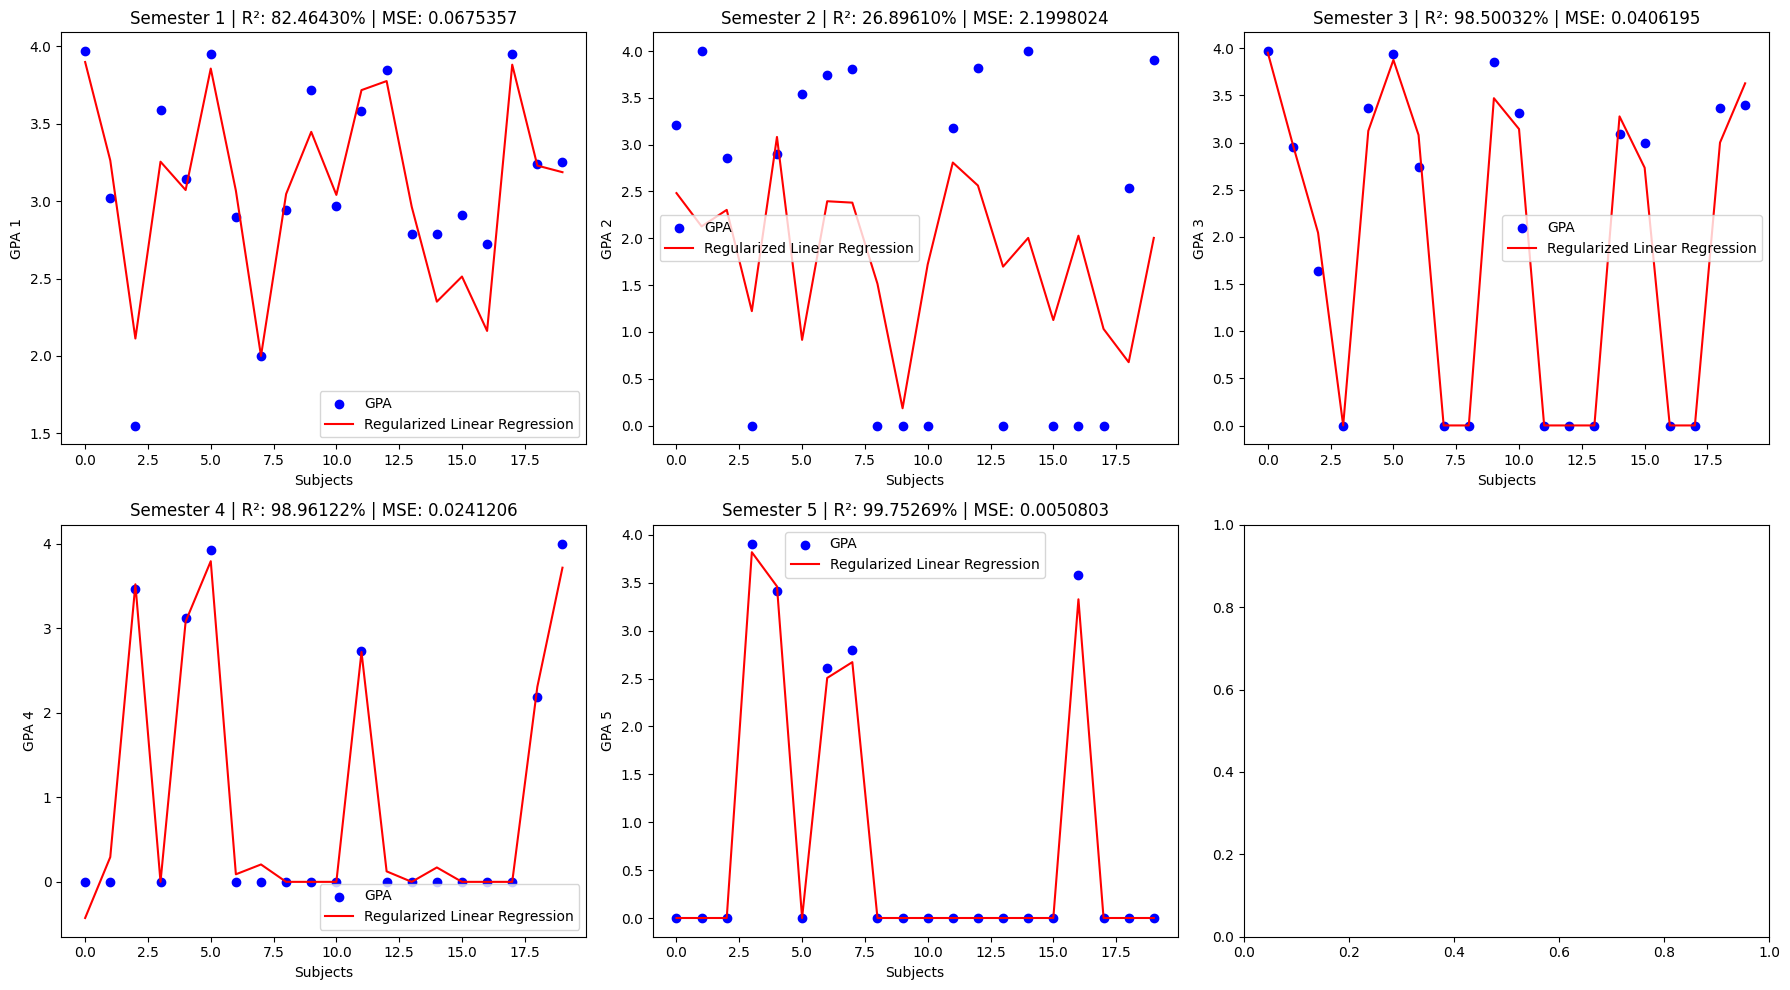 Semester 1 | R²: 82.46430% | MSE: 0.0675357
4.0
3.5
3.0
2.5
2.0
1.5
GPA 1
GPA
Regularized Linear Regression
0.0 2.5 5.0 7.5 10.0 12.5 15.0 17.5
Subjects
Semester 2 | R²: 26.89610% | MSE: 2.1998024
4.0
3.5
3.0
2.5
2.0
1.5
1.0
0.5
0.0
GPA 2
GPA
Regularized Linear Regression
0.0 2.5 5.0 7.5 10.0 12.5 15.0 17.5
Subjects
Semester 3 | R²: 98.50032% | MSE: 0.0406195
4.0
3.5
3.0
2.5
2.0
1.5
1.0
0.5
0.0
GPA 3
GPA
Regularized Linear Regression
0.0 2.5 5.0 7.5 10.0 12.5 15.0 17.5
Subjects
Semester 4 | R²: 98.96122% | MSE: 0.0241206
4
3
2
1
0
GPA 4
GPA
Regularized Linear Regression
0.0 2.5 5.0 7.5 10.0 12.5 15.0 17.5
Subjects
Semester 5 | R²: 99.75269% | MSE: 0.0050803
4.0
3.5
3.0
2.5
2.0
1.5
1.0
0.5
0.0
GPA 5
GPA
Regularized Linear Regression
0.0 2.5 5.0 7.5 10.0 12.5 15.0 17.5
Subjects
1.0
0.8
0.6
0.4
0.2
0.0
0.0 0.2 0.4 0.6 0.8 1.0